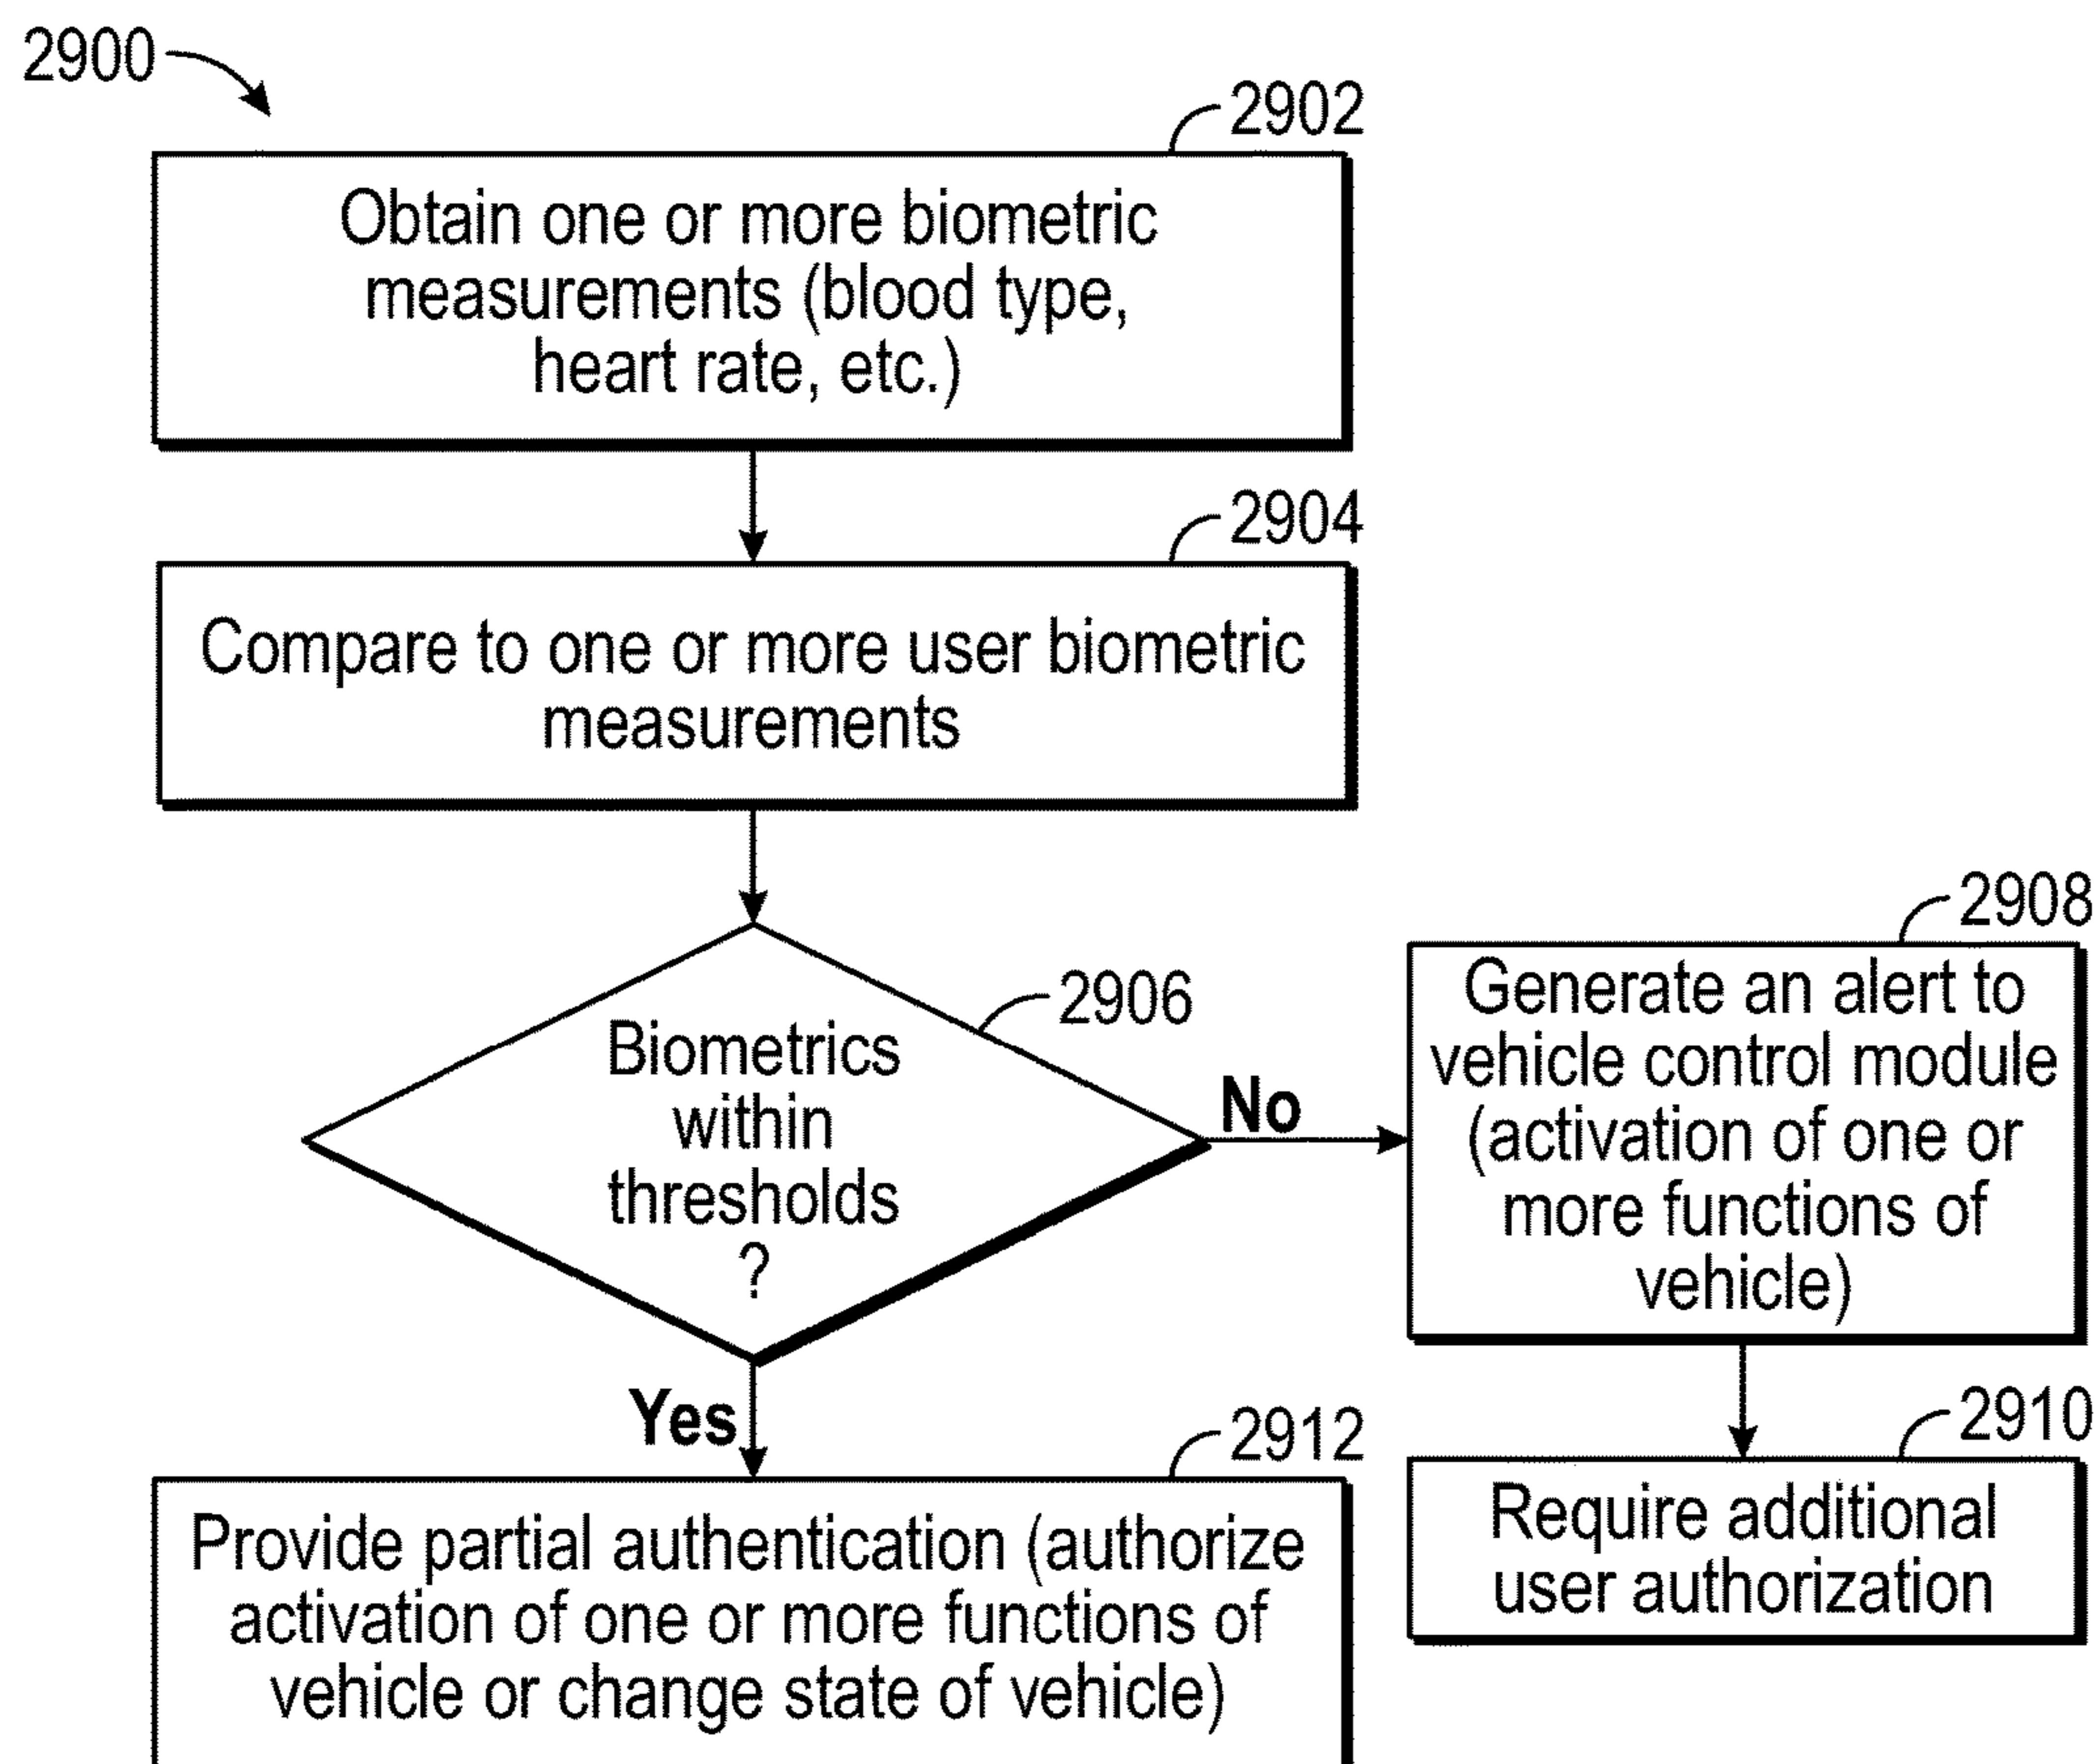 2900
2902
Obtain one or more biometric
measurements (blood type,
heart rate, etc.)
2904
Compare to one or more user biometric
measurements
2906
Biometrics
within
thresholds
?
No
2908
Generate an alert to
vehicle control module
(activation of one or
more functions of
vehicle)
2910
Require additional
user authorization
Yes
2912
Provide partial authentication (authorize
activation of one or more functions of
vehicle or change state of vehicle)